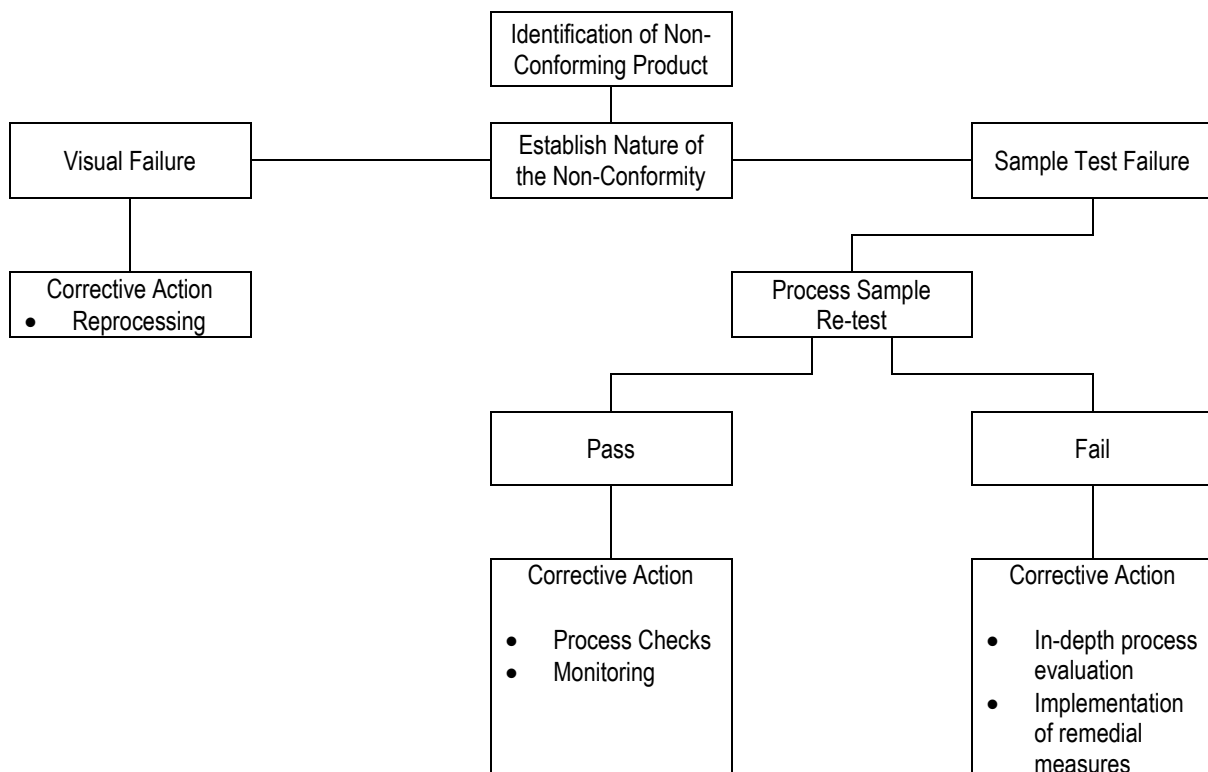 Identification of Non-
Conforming Product
Visual Failure
Establish Nature of
the Non-Conformity
Sample Test Failure
Corrective Action
• Reprocessing
Process Sample
Re-test
Pass
Fail
Corrective Action
• Process Checks
• Monitoring
Corrective Action
• In-depth process
evaluation
• Implementation
of remedial
measures